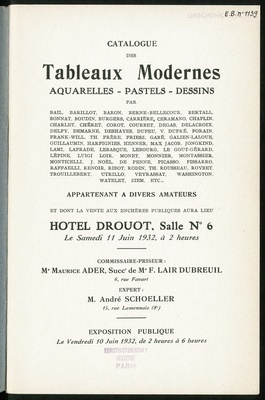 E.B. n° 1159
CATALOGUE
DES
Tableaux Modernes
AQUARELLES - PASTELS - DESSINS
PAR
BAIL, BARILLOT, BARON, BERNE-BELLECOUR, BERTALL,
BONNAT, BOUDIN, BURGERS, CARRIÈRE, CERAMANO, CHAPLIN,
CHARLET, CHÉRET, COROT, COURBET, DEGAS, DELACROIX,
DELPY, DEMARNE, DESHAYES, DUFEU, V. DUPRÉ, FORAIN,
FRANK-WILL, TH. FRÈRE, FRIESZ, GARÉ, GALIEN-LALOUE,
GUILLAUMIN, HARPIGNIES, HENNER, MAX JACOB, JONGKIND,
LAMI, LAPRADE, LEBASQUE, LEBOURG, LE GOUT-GÉRARD,
LÉPINE, LUIGI LOIR, MONET, MONNIER, MONTASSIER,
MONTICELLI, J. NOËL, DE PENNE, PICASSO, PISSARRO,
RAFFAELLI, RENOIR, RIBOT, RODIN, TH. ROUSSEAU, ROYBET,
TROUILLEBERT, UTRILLO, VEYRASSAT, WASHINGTON,
WATELET, ZIEM, ETC...
APPARTENANT A DIVERS AMATEURS
ET DONT LA VENTE AUX ENCHÈRES PUBLIQUES AURA LIEU
HOTEL DROUOT, Salle N° 6
Le Samedi 11 Juin 1932, à 2 heures
COMMISSAIRE-PRISEUR :
Me MAURICE ADER, Succr de Me F. LAIR DUBREUIL
6, rue Favart
EXPERT :
M. André SCHOELLER
15, rue Lamennais (8e)
EXPOSITION PUBLIQUE
Le Vendredi 10 Juin 1932, de 2 heures à 6 heures
PARIS